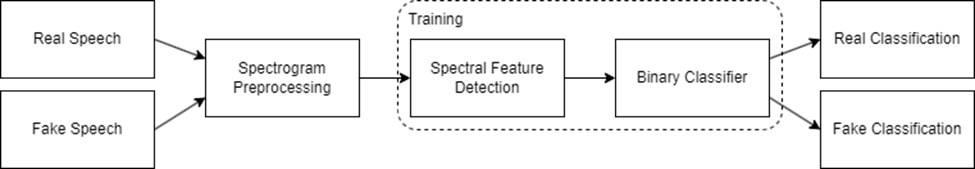 Training
Real Speech
Fake Speech
Spectrogram
Preprocessing
Spectral Feature
Detection
Binary Classifier
Real Classification
Fake Classification